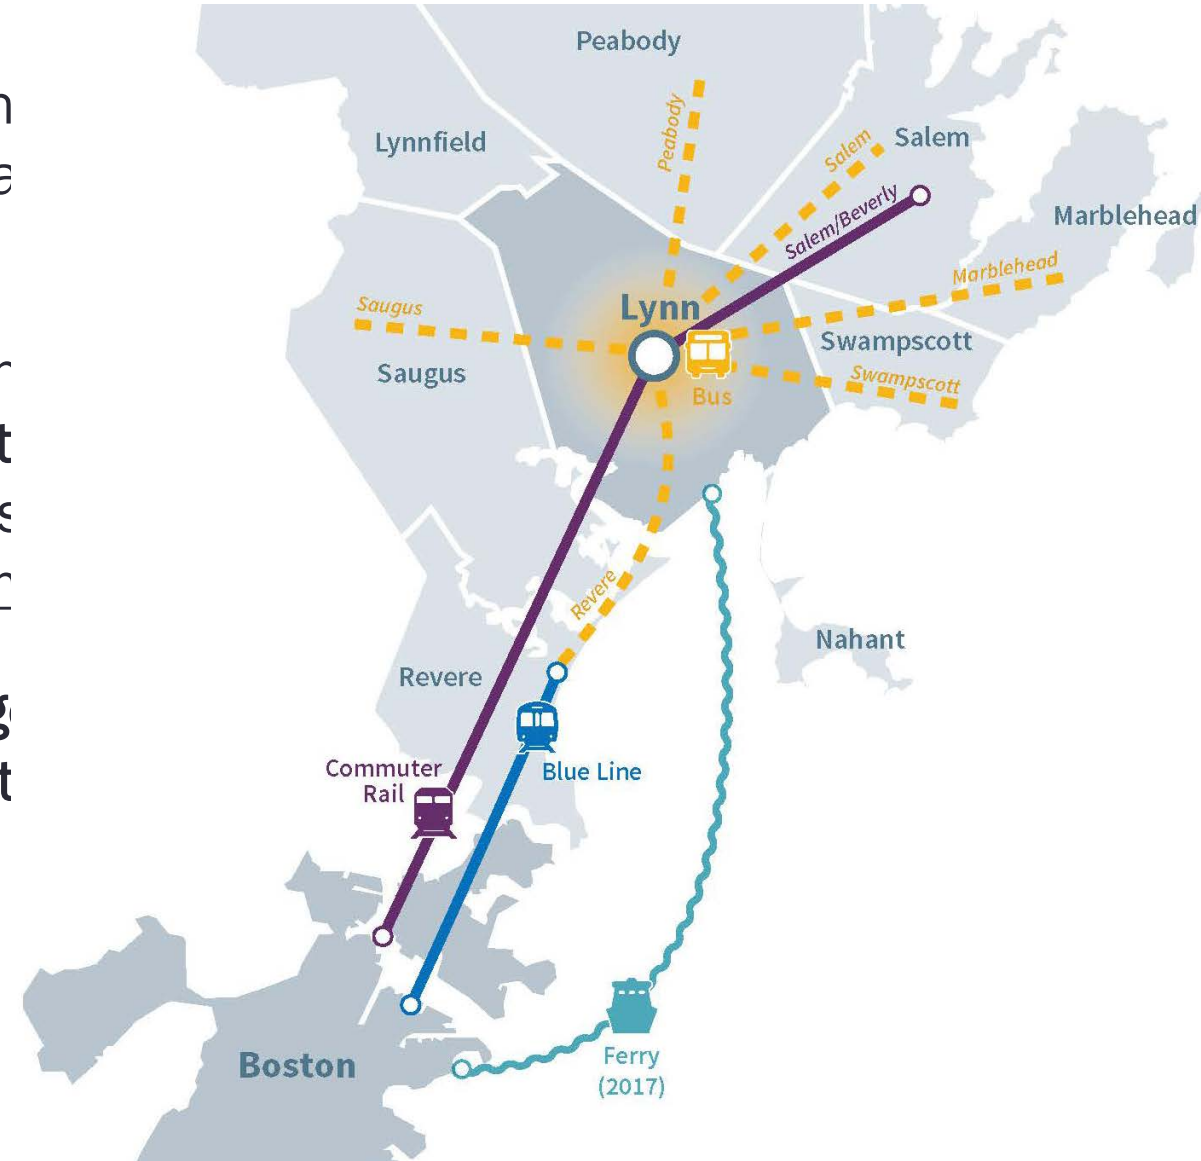 Peabody
Peabody
Lynnfield
Salem
Salem
Salem/Beverly
Marblehead
Marblehead
Saugus
Lynn
Swampscott
Saugus
Swampscott
Bus
Revere
Nahant
Revere
Commuter
Rail
Blue Line
Boston
Ferry
(2017)